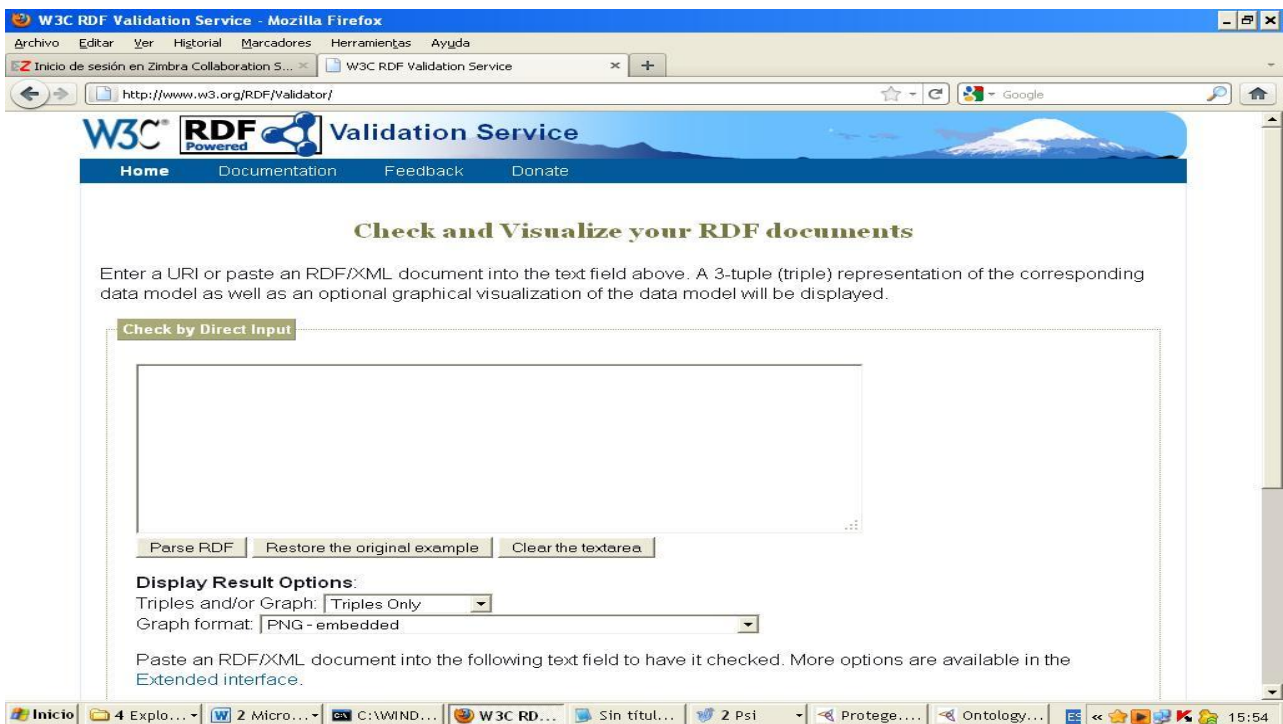 W3C RDF Validation Service - Mozilla Firefox
Archivo Editar Ver Historial Marcadores Herramientas Ayuda
Inicio de sesión en Zimbra Collaboration S... W3C RDF Validation Service
http://www.w3.org/RDF/Validator/ Google
W3C RDF Powered Validation Service
Home Documentation Feedback Donate
Check and Visualize your RDF documents
Enter a URI or paste an RDF/XML document into the text field above. A 3-tuple (triple) representation of the corresponding
data model as well as an optional graphical visualization of the data model will be displayed.
Check by Direct Input
Parse RDF Restore the original example Clear the textarea
Display Result Options:
Triples and/or Graph: Triples Only
Graph format: PNG - embedded
Paste an RDF/XML document into the following text field to have it checked. More options are available in the
Extended interface.
Inicio 4 Explo... 2 Micro... C:\WIND... W3C RD... Sin títul... 2 Psi Protege.... Ontology... ES « 15:54